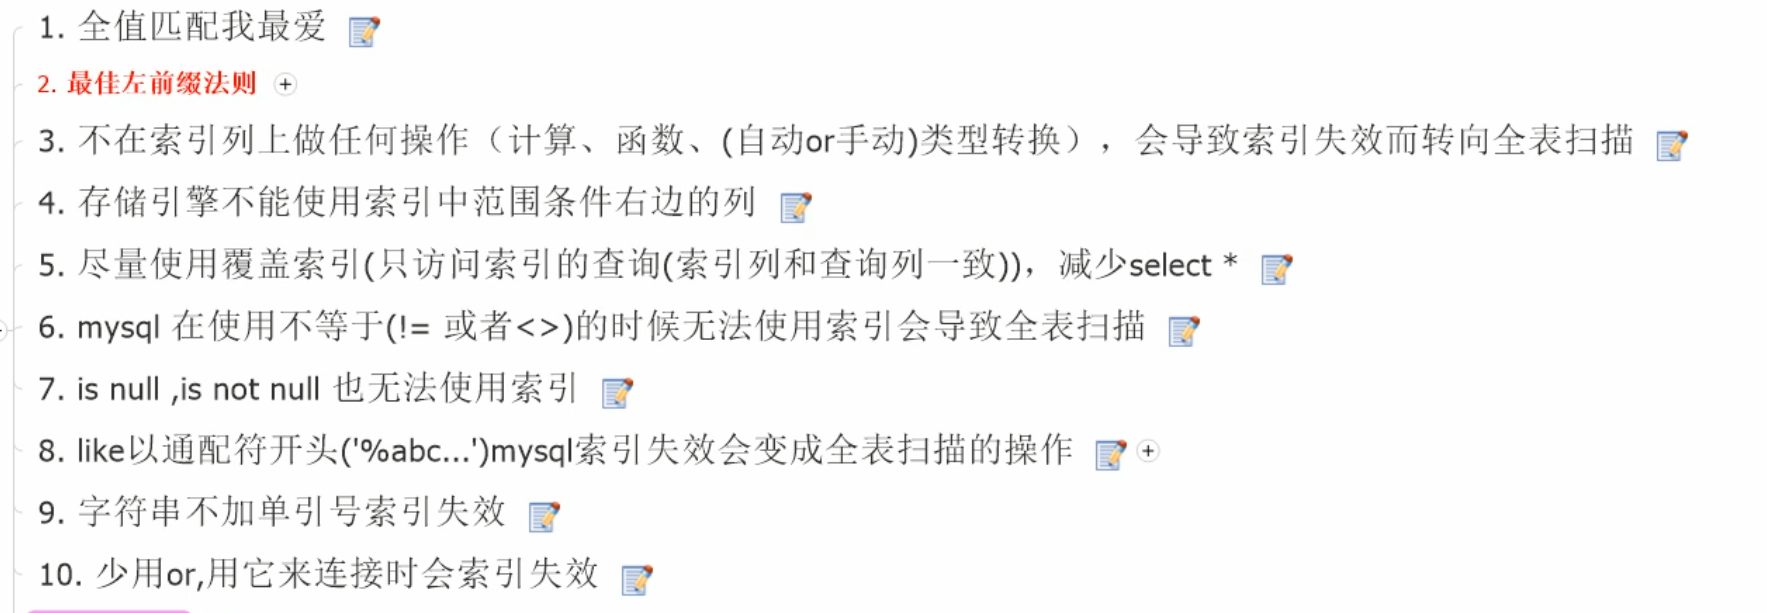 1. 全值匹配我最爱
2. 最佳左前缀法则
3. 不在索引列上做任何操作（计算、函数、(自动or手动)类型转换），会导致索引失效而转向全表扫描
4. 存储引擎不能使用索引中范围条件右边的列
5. 尽量使用覆盖索引(只访问索引的查询(索引列和查询列一致))，减少select *
6. mysql 在使用不等于(!= 或者<>)的时候无法使用索引会导致全表扫描
7. is null ,is not null 也无法使用索引
8. like以通配符开头('%abc...')mysql索引失效会变成全表扫描的操作
9. 字符串不加单引号索引失效
10. 少用or,用它来连接时会索引失效